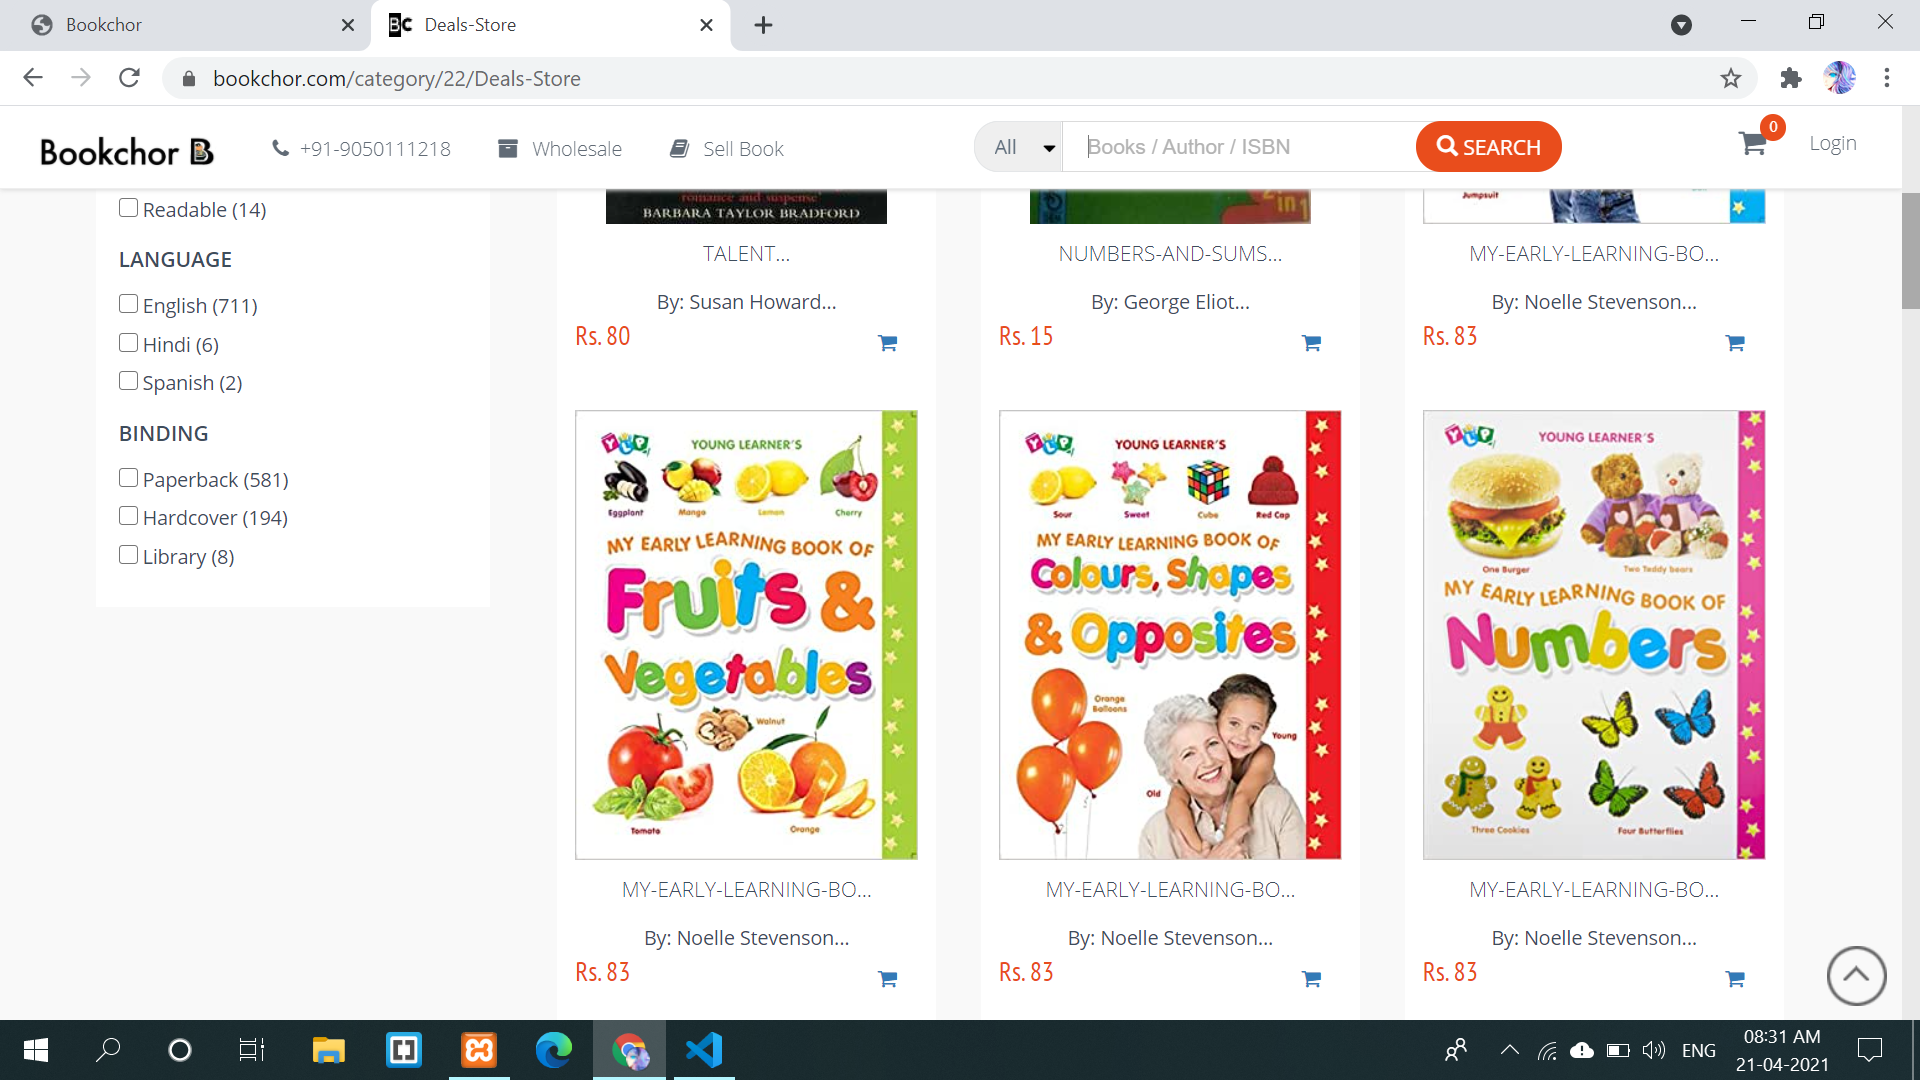 Bookchor
Deals-Store
bookchor.com/category/22/Deals-Store
Bookchor B
+91-9050111218
Wholesale
Sell Book
All
Books / Author / ISBN
SEARCH
0
Login
Readable (14)
LANGUAGE
English (711)
Hindi (6)
Spanish (2)
BINDING
Paperback (581)
Hardcover (194)
Library (8)
romance and suspense
BARBARA TAYLOR BRADFORD
TALENT...
By: Susan Howard...
Rs. 80
2 in 1
NUMBERS-AND-SUMS...
By: George Eliot...
Rs. 15
Jumpsuit
MY-EARLY-LEARNING-BO...
By: Noelle Stevenson...
Rs. 83
YLP
YOUNG LEARNER'S
Eggplant
Mango
Lemon
Cherry
MY EARLY LEARNING BOOK OF
Fruits &
Vegetables
Walnut
Tomato
Orange
MY-EARLY-LEARNING-BO...
By: Noelle Stevenson...
Rs. 83
YLP
YOUNG LEARNER'S
Sour
Sweet
Cube
Red Cap
MY EARLY LEARNING BOOK OF
Colours, Shapes
& Opposites
Orange
Balloons
Young
Old
MY-EARLY-LEARNING-BO...
By: Noelle Stevenson...
Rs. 83
YLP
YOUNG LEARNER'S
One Burger
Two Teddy bears
MY EARLY LEARNING BOOK OF
Numbers
Three Cookies
Four Butterflies
MY-EARLY-LEARNING-BO...
By: Noelle Stevenson...
Rs. 83
ENG
08:31 AM
21-04-2021